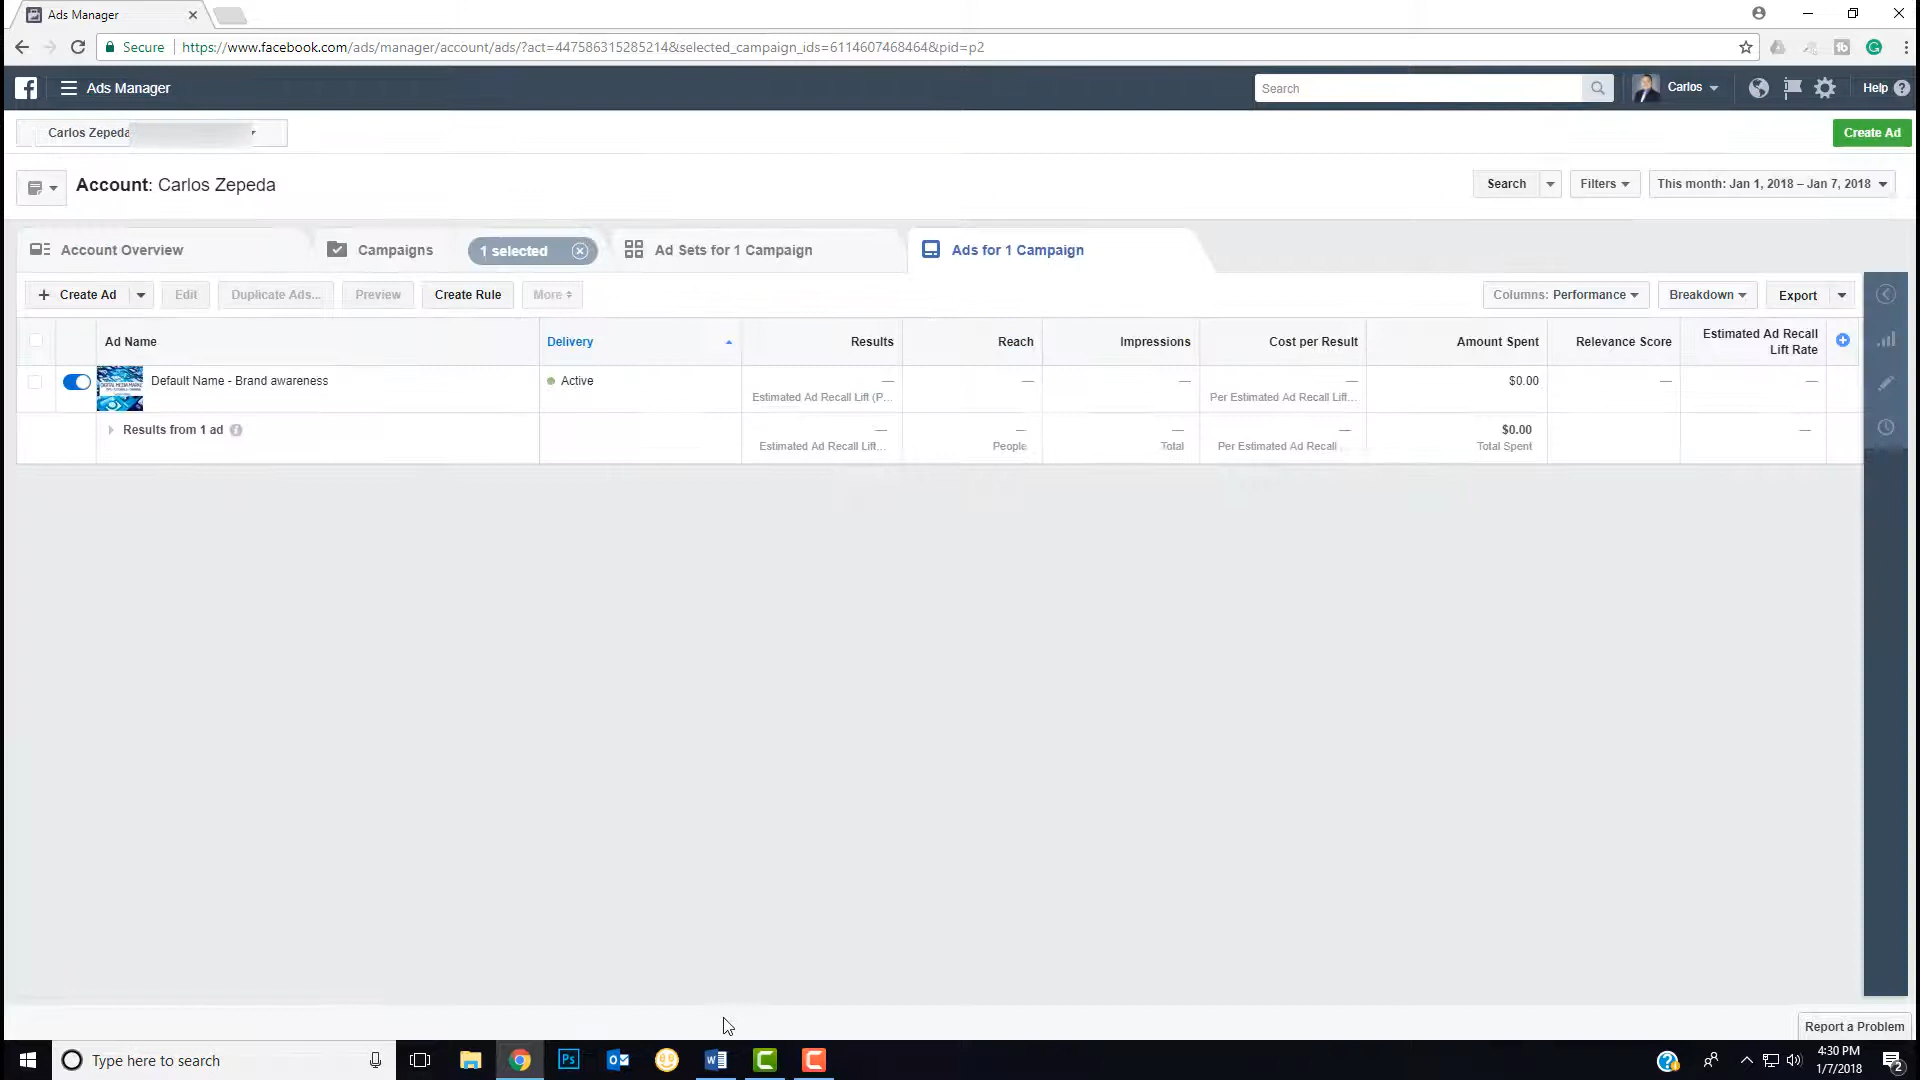 Ads Manager
Secure https://www.facebook.com/ads/manager/account/ads/?act=447586315285214&selected_campaign_ids=6114607468464&pid=p2
Ads Manager Search Carlos Help
Carlos Zepeda Create Ad
Account: Carlos Zepeda Search Filters This month: Jan 1, 2018 – Jan 7, 2018
Account Overview Campaigns 1 selected Ad Sets for 1 Campaign Ads for 1 Campaign
+ Create Ad Edit Duplicate Ads... Preview Create Rule More Columns: Performance Breakdown Export
Ad Name Delivery Results Reach Impressions Cost per Result Amount Spent Relevance Score Estimated Ad Recall
Lift Rate
Default Name - Brand awareness Active — — — — $0.00 — —
Estimated Ad Recall Lift (P... Per Estimated Ad Recall Lift...
Results from 1 ad — — — — $0.00 —
Estimated Ad Recall Lift... People Total Per Estimated Ad Recall Total Spent
Report a Problem
Type here to search
Ps
4:30 PM
1/7/2018
2